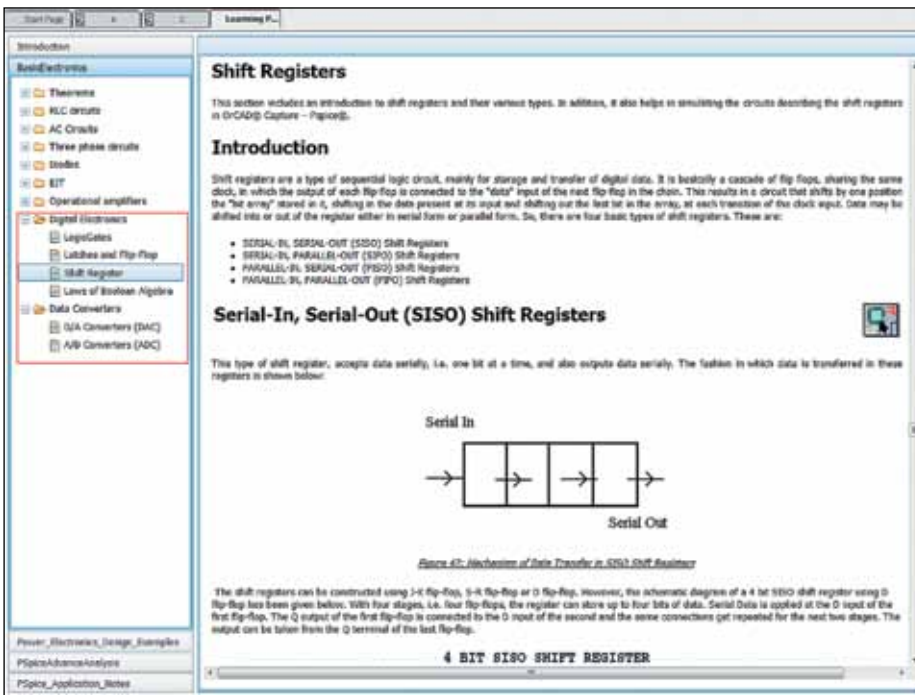 Start Page
Learning P...
Introduction
BasicElectronics
Theorems
RLC circuits
AC Circuits
Three phase circuits
Diodes
BJT
Operational amplifiers
Digital Electronics
LogicGates
Latches and Flip-Flop
Shift Register
Laws of Boolean Algebra
Data Converters
D/A Converters (DAC)
A/D Converters (ADC)
Power_Electronics_Design_Examples
PSpiceAdvanceAnalysis
PSpice_Application_Notes
Shift Registers
This section includes an introduction to shift registers and their various types. In addition, it also helps in simulating the circuits describing the shift registers
in OrCAD® Capture – Pspice®.
Introduction
Shift registers are a type of sequential logic circuit, mainly for storage and transfer of digital data. It is basically a cascade of flip flops, sharing the same
clock, in which the output of each flip-flop is connected to the "data" input of the next flip-flop in the chain. This results in a circuit that shifts by one position
the "bit array" stored in it, shifting in the data present at its input and shifting out the last bit in the array, at each transition of the clock input. Data may be
shifted into or out of the register either in serial form or parallel form. So, there are four basic types of shift registers. These are:
SERIAL-IN, SERIAL-OUT (SISO) Shift Registers
SERIAL-IN, PARALLEL-OUT (SIPO) Shift Registers
PARALLEL-IN, SERIAL-OUT (PISO) Shift Registers
PARALLEL-IN, PARALLEL-OUT (PIPO) Shift Registers
Serial-In, Serial-Out (SISO) Shift Registers
This type of shift register, accepts data serially, i.e. one bit at a time, and also outputs data serially. The fashion in which data is transferred in these
registers is shown below:
Serial In
Serial Out
Figure 47: Mechanism of Data Transfer in SISO Shift Registers
The shift registers can be constructed using J-K flip-flop, S-R flip-flop or D flip-flop. However, the schematic diagram of a 4 bit SISO shift register using D
flip-flop has been given below. With four stages, i.e. four flip-flops, the register can store up to four bits of data. Serial Data is applied at the D input of the
first flip-flop. The Q output of the first flip-flop is connected to the D input of the second and the same connections get repeated for the next two stages. The
output can be taken from the Q terminal of the last flip-flop.
4 BIT SISO SHIFT REGISTER